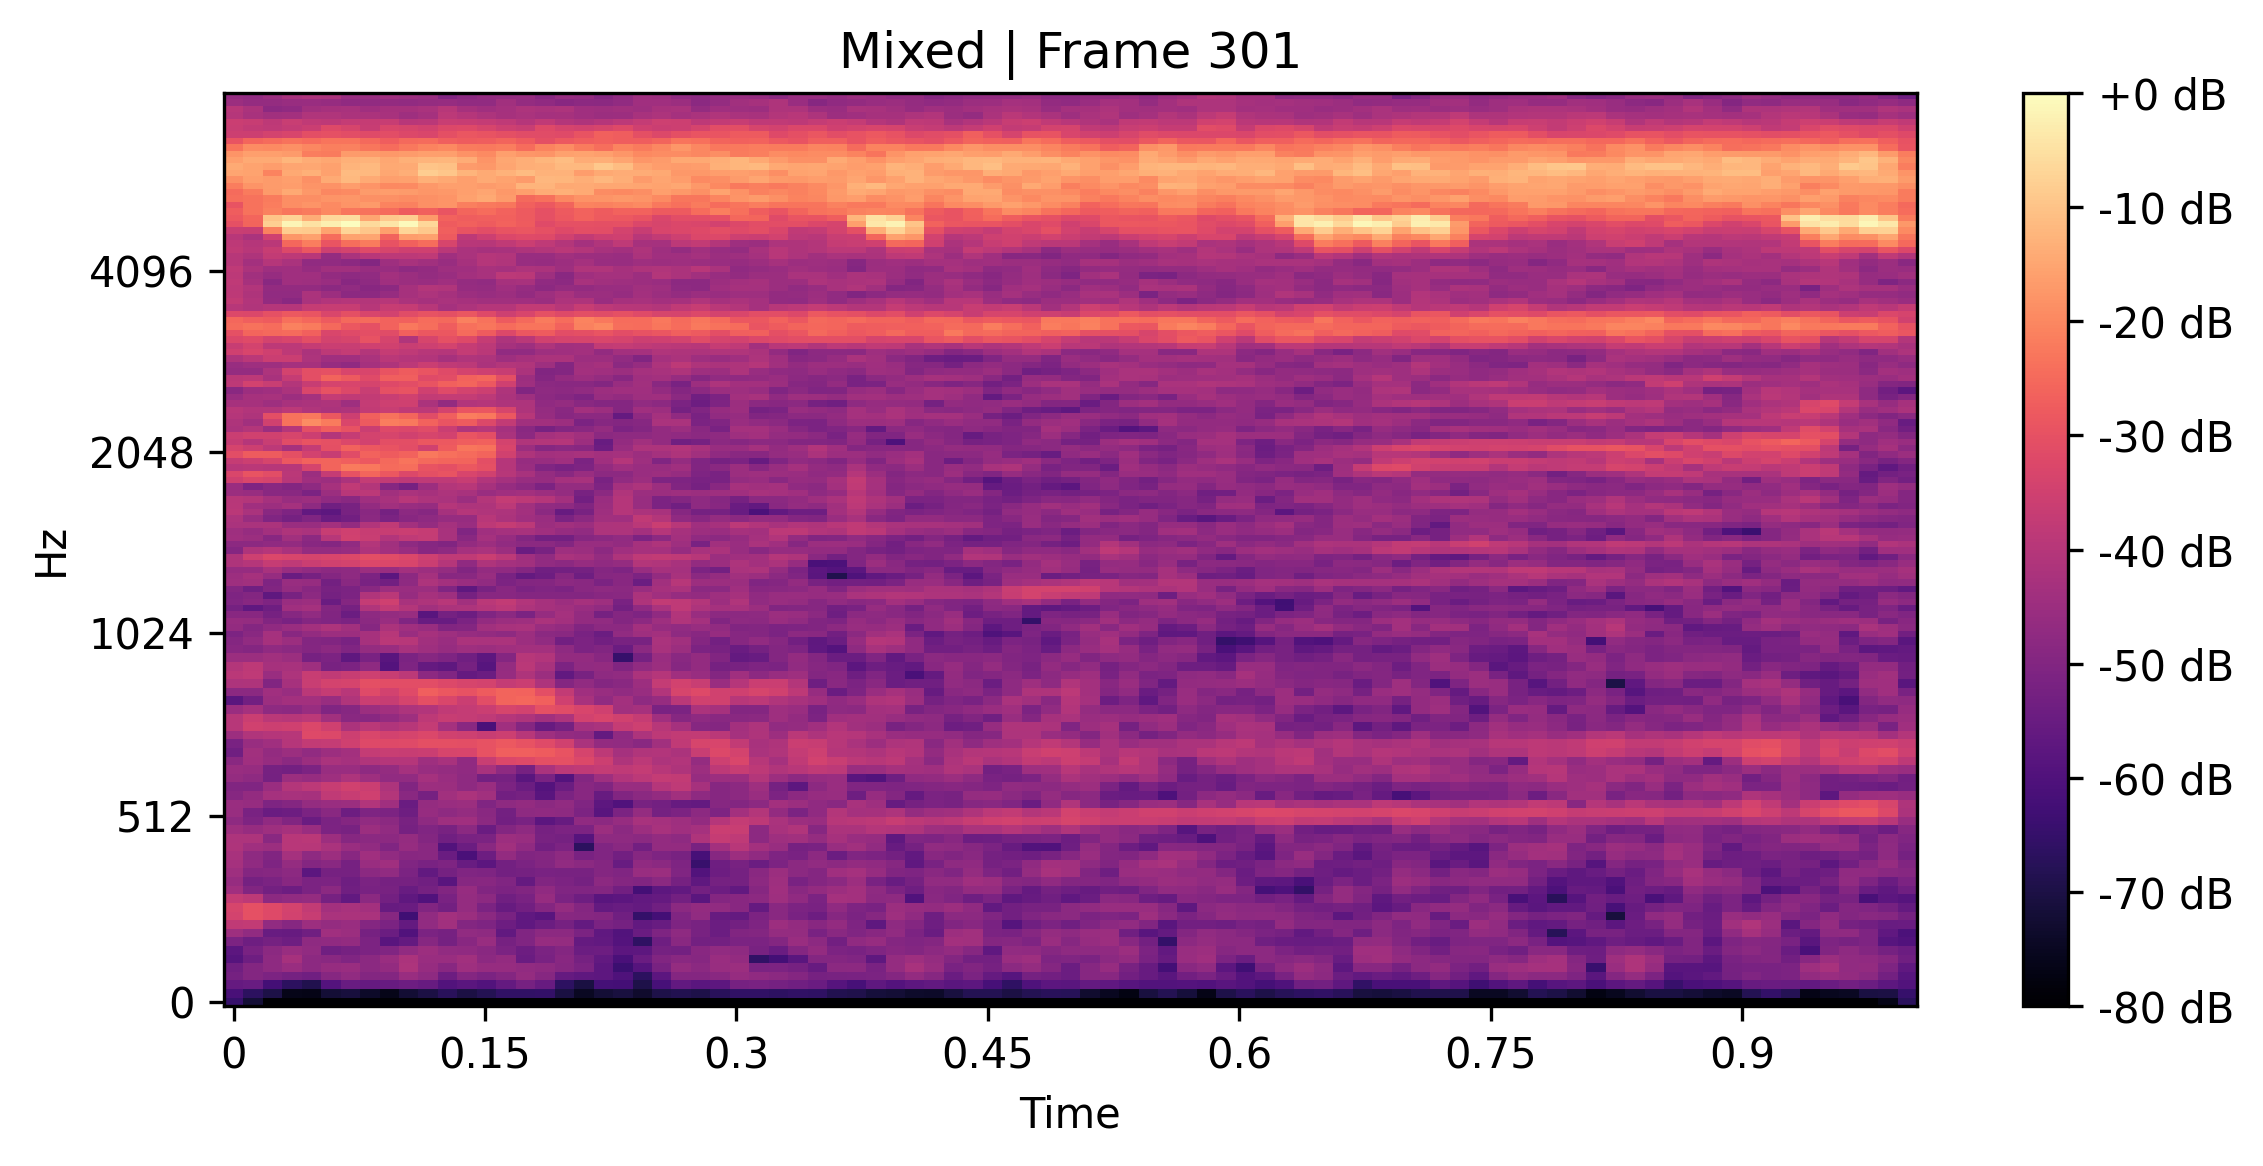 Mixed | Frame 301
+0 dB
-10 dB
-20 dB
-30 dB
-40 dB
-50 dB
-60 dB
-70 dB
-80 dB
4096
2048
1024
512
0
Hz
0 0.15 0.3 0.45 0.6 0.75 0.9
Time